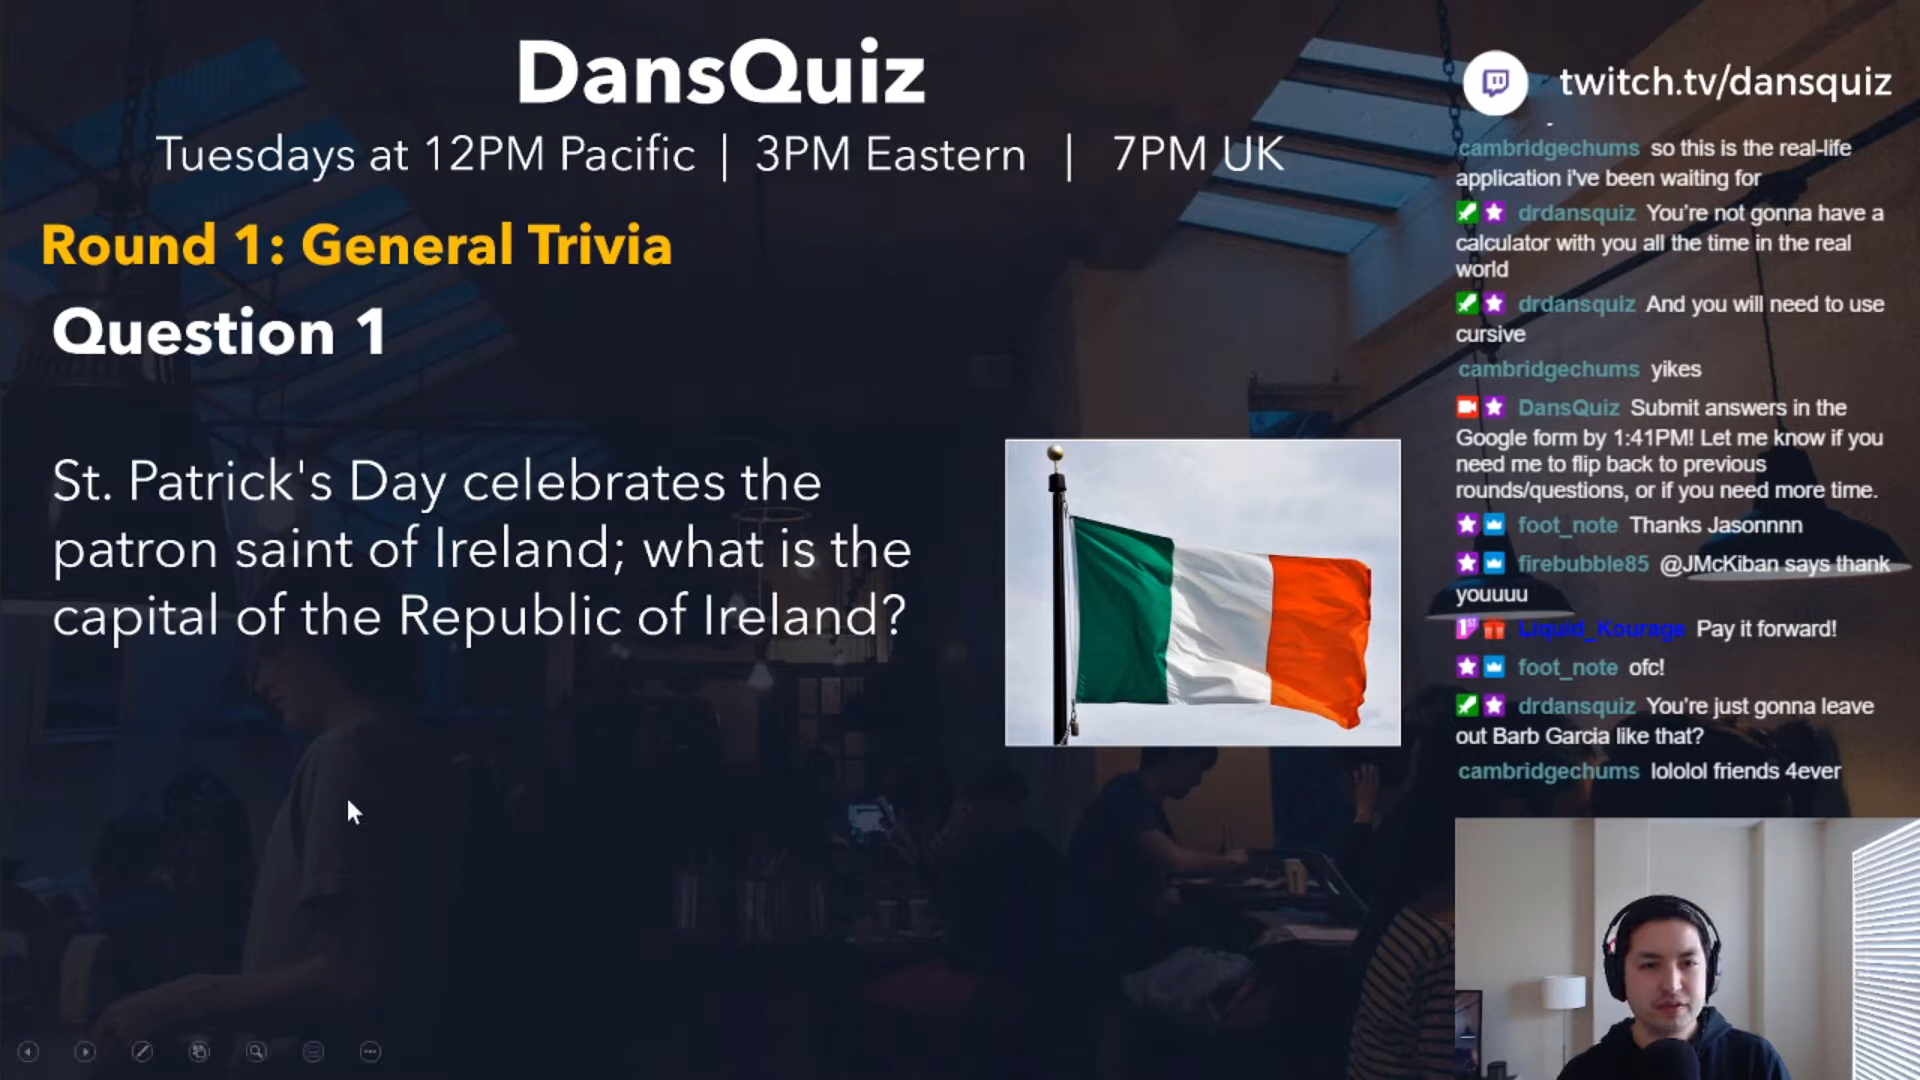 DansQuiz
Tuesdays at 12PM Pacific | 3PM Eastern | 7PM UK
Round 1: General Trivia
Question 1
St. Patrick's Day celebrates the
patron saint of Ireland; what is the
capital of the Republic of Ireland?
twitch.tv/dansquiz
cambridgechums so this is the real-life
application i've been waiting for
drdansquiz You're not gonna have a
calculator with you all the time in the real
world
drdansquiz And you will need to use
cursive
cambridgechums yikes
DansQuiz Submit answers in the
Google form by 1:41PM! Let me know if you
need me to flip back to previous
rounds/questions, or if you need more time.
foot_note Thanks Jasonnnn
firebubble85 @JMcKiban says thank
youuuu
1ST Liquid_Kourage Pay it forward!
foot_note ofc!
drdansquiz You're just gonna leave
out Barb Garcia like that?
cambridgechums lololol friends 4ever